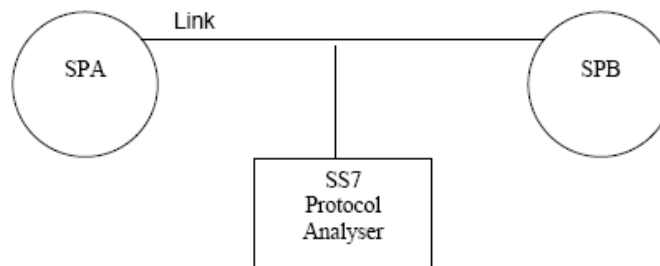 Link
SPA
SPB
SS7
Protocol
Analyser